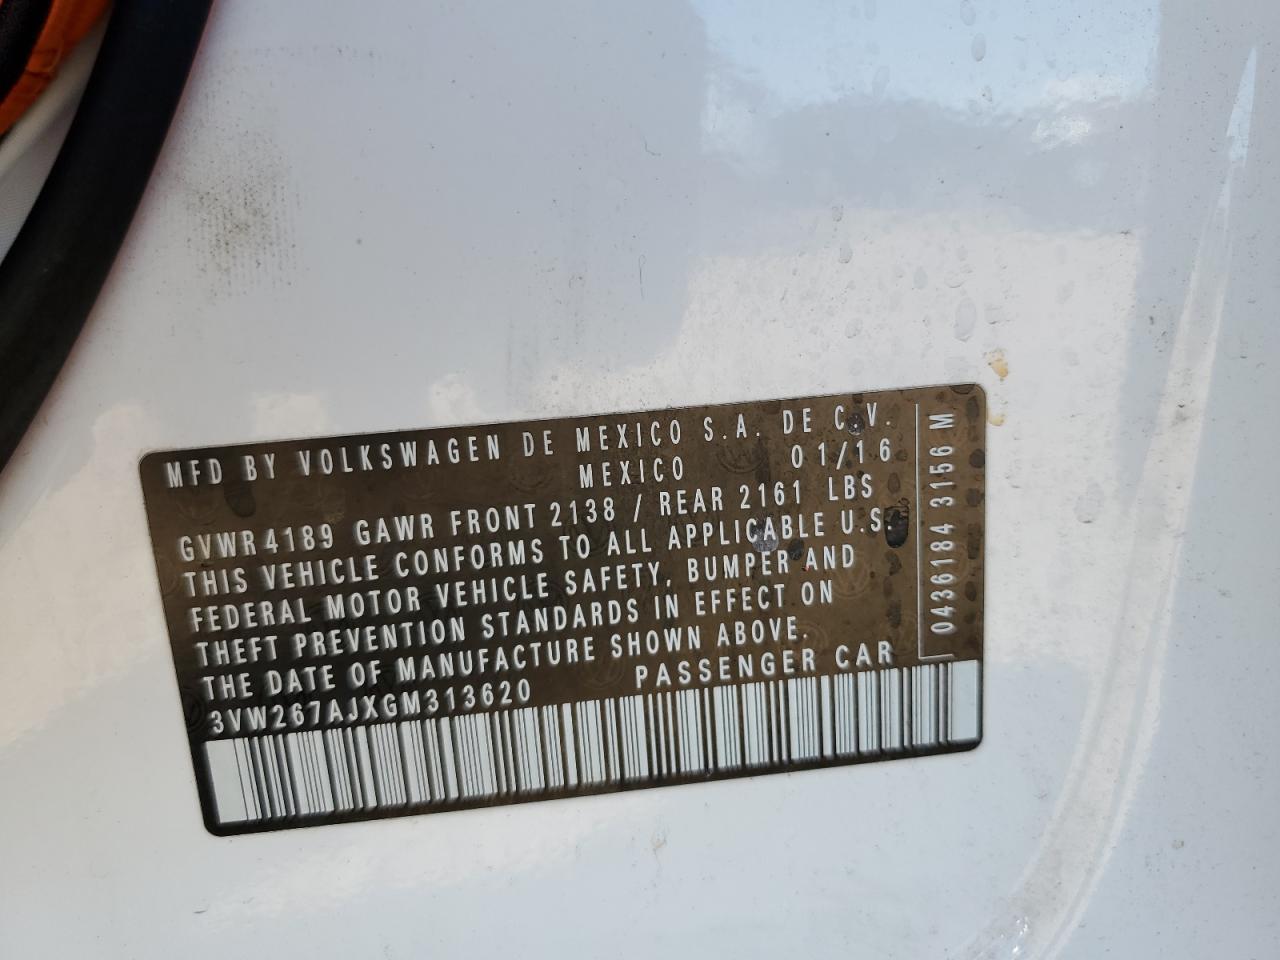 MFD BY VOLKSWAGEN DE MEXICO S.A. DE C.V.
MEXICO 01/16
GVWR 4189 GAWR FRONT 2138 / REAR 2161 LBS
THIS VEHICLE CONFORMS TO ALL APPLICABLE U.S.
FEDERAL MOTOR VEHICLE SAFETY, BUMPER AND
THEFT PREVENTION STANDARDS IN EFFECT ON
THE DATE OF MANUFACTURE SHOWN ABOVE.
3VW267AJXGM313620 PASSENGER CAR
0436184 3156 M